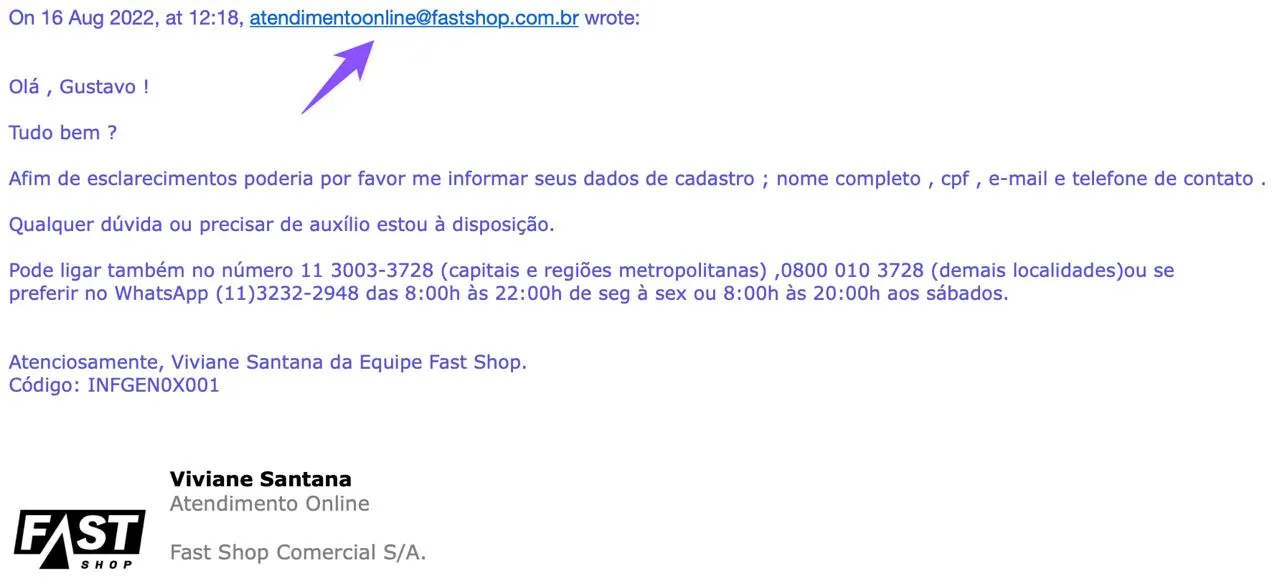 On 16 Aug 2022, at 12:18, atendimentoonline@fastshop.com.br wrote:
Olá , Gustavo !
Tudo bem ?
Afim de esclarecimentos poderia por favor me informar seus dados de cadastro ; nome completo , cpf , e-mail e telefone de contato .
Qualquer dúvida ou precisar de auxílio estou à disposição.
Pode ligar também no número 11 3003-3728 (capitais e regiões metropolitanas) ,0800 010 3728 (demais localidades)ou se
preferir no WhatsApp (11)3232-2948 das 8:00h às 22:00h de seg à sex ou 8:00h às 20:00h aos sábados.
Atenciosamente, Viviane Santana da Equipe Fast Shop.
Código: INFGEN0X001
Viviane Santana
Atendimento Online
FAST
SHOP
Fast Shop Comercial S/A.